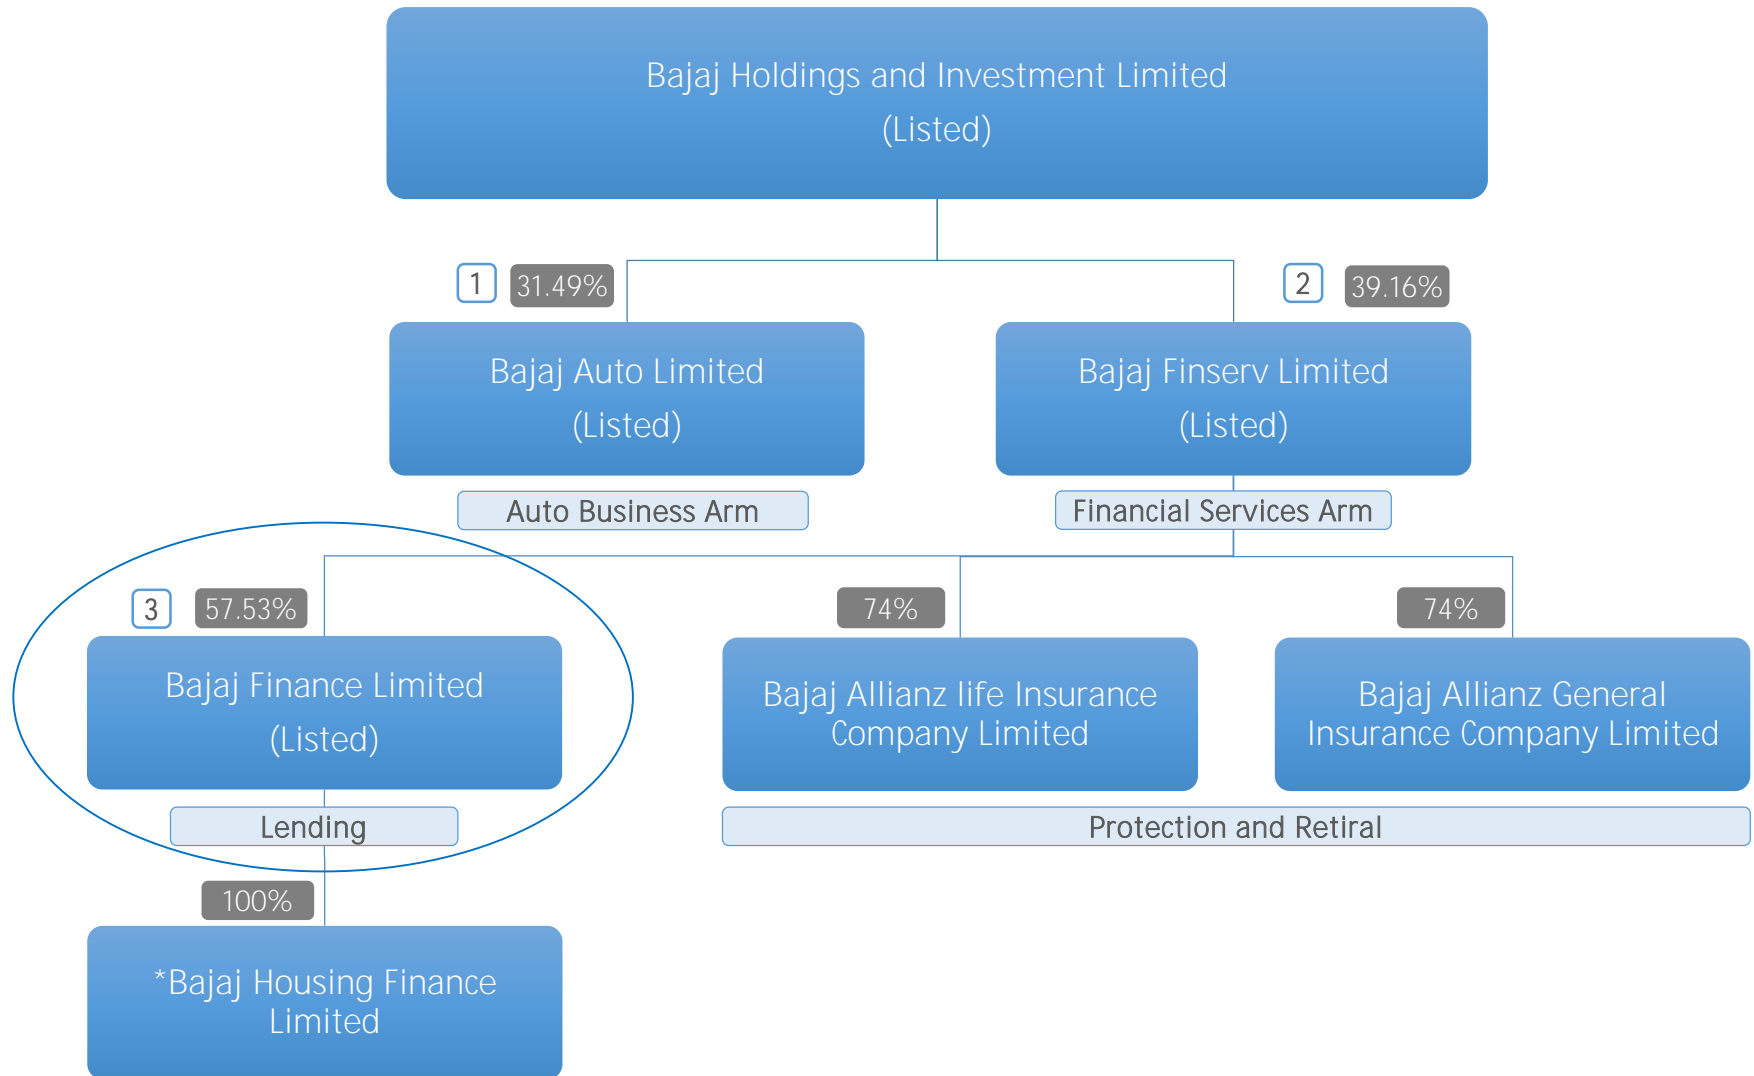 Bajaj Holdings and Investment Limited
(Listed)
1
31.49%
2
39.16%
Bajaj Auto Limited
(Listed)
Bajaj Finserv Limited
(Listed)
Auto Business Arm
Financial Services Arm
3
57.53%
74%
74%
Bajaj Finance Limited
(Listed)
Bajaj Allianz life Insurance
Company Limited
Bajaj Allianz General
Insurance Company Limited
Lending
Protection and Retiral
100%
*Bajaj Housing Finance
Limited